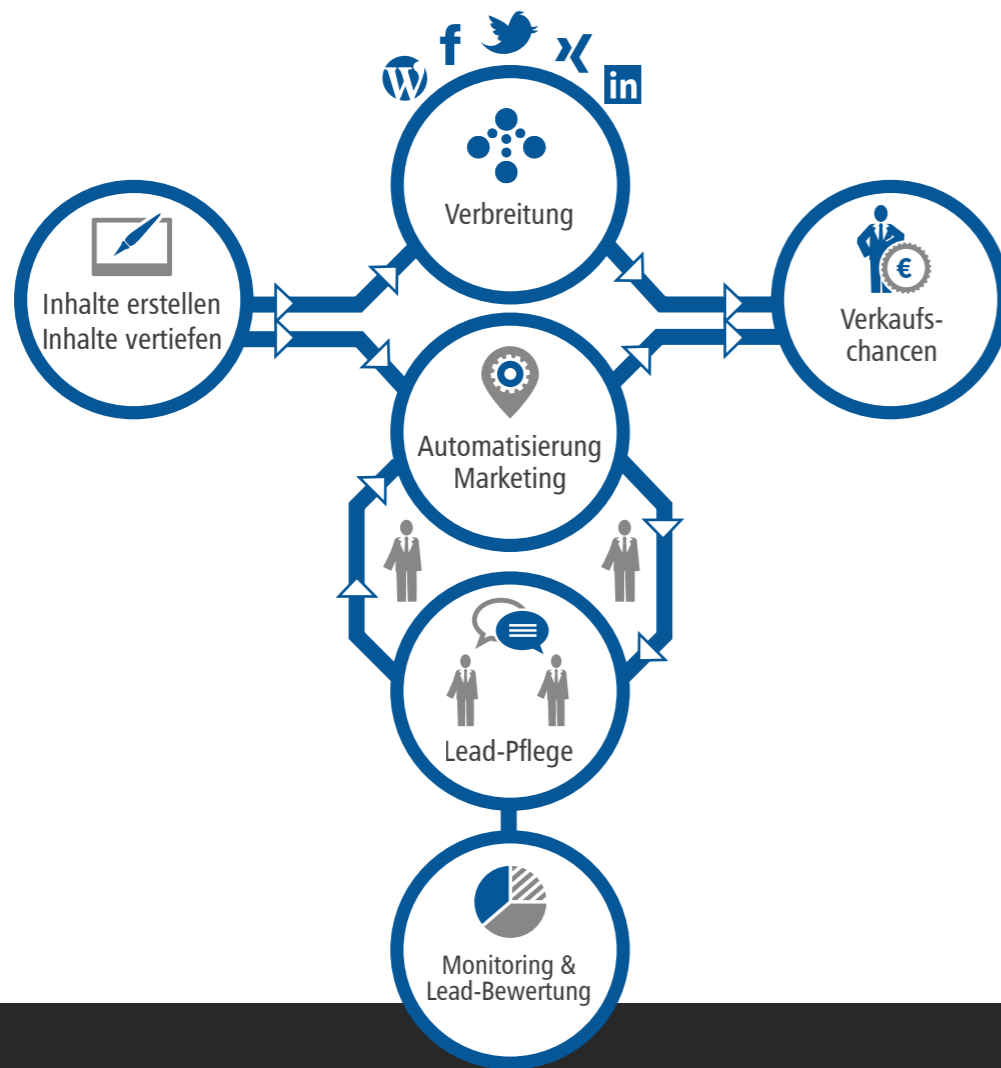 Verbreitung
Inhalte erstellen
Inhalte vertiefen
€
Verkaufs-
chancen
Automatisierung
Marketing
Lead-Pflege
Monitoring &
Lead-Bewertung